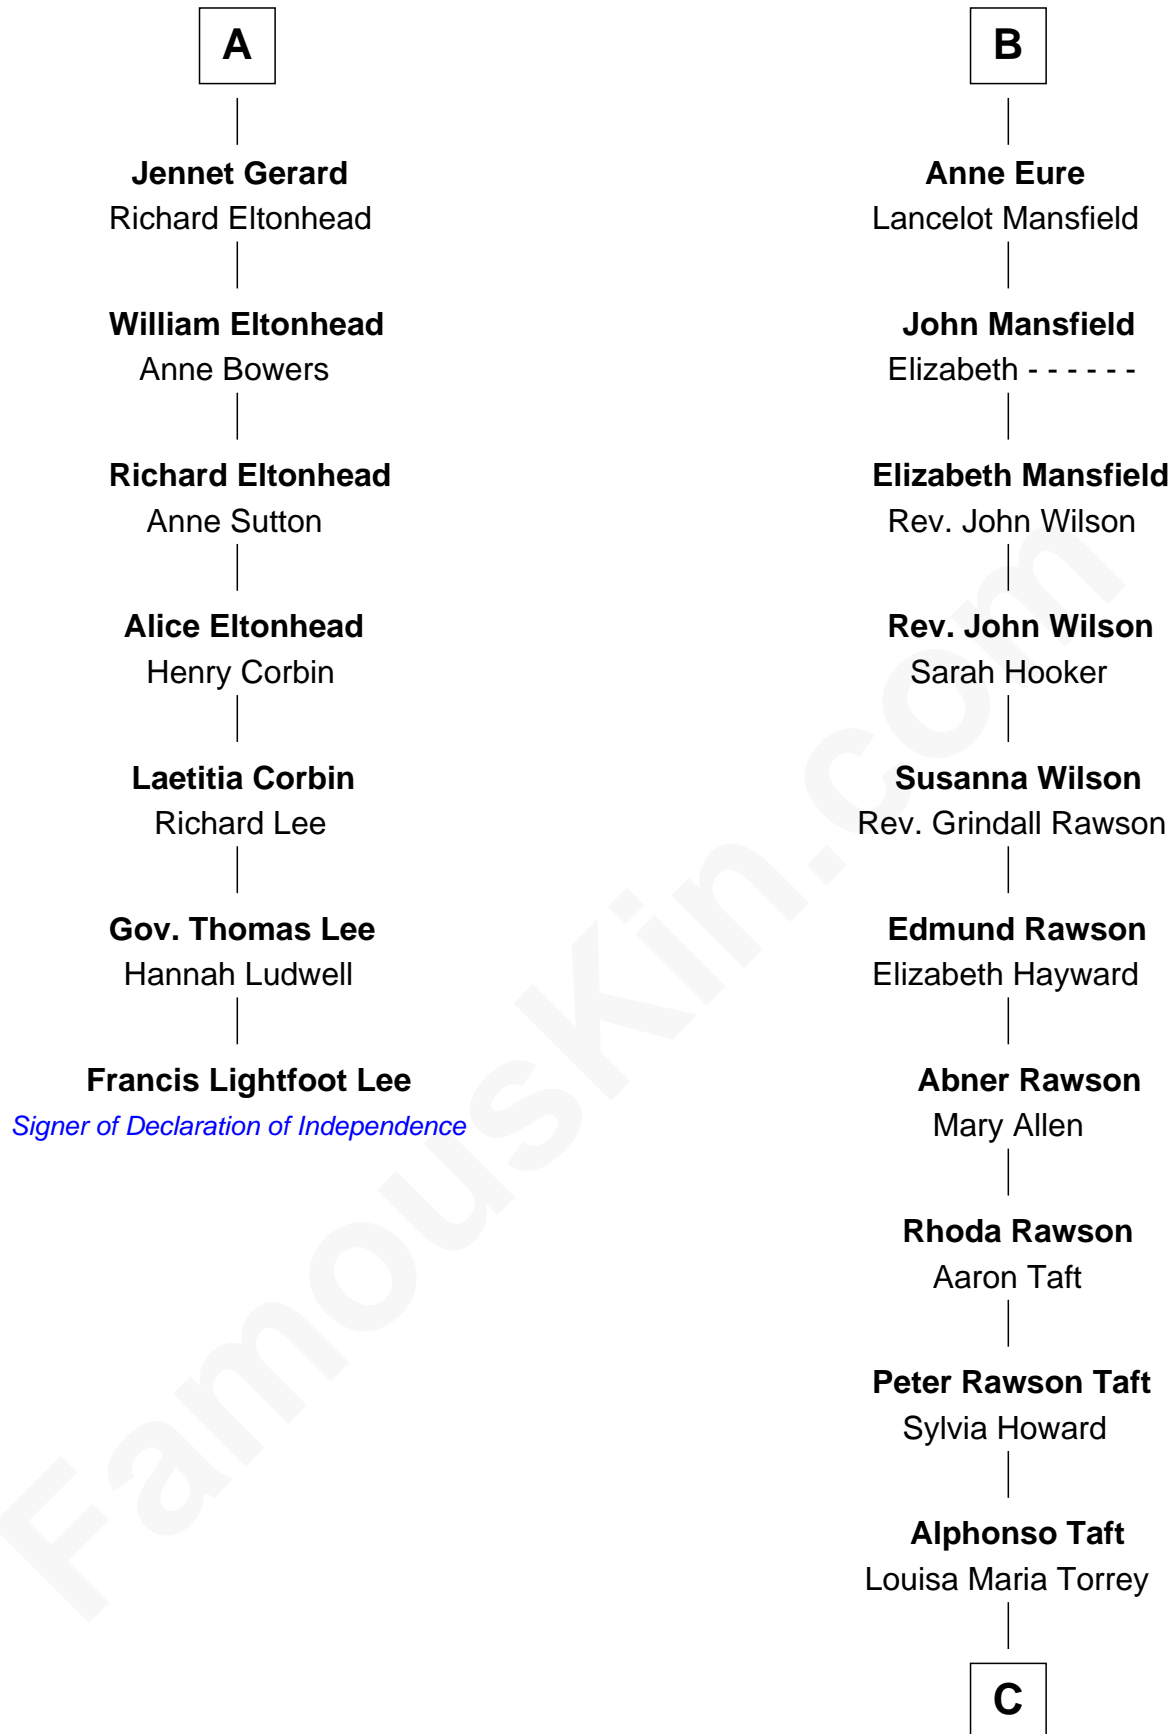 A
Jennet Gerard
Richard Eltonhead
William Eltonhead
Anne Bowers
Richard Eltonhead
Anne Sutton
Alice Eltonhead
Henry Corbin
Laetitia Corbin
Richard Lee
Gov. Thomas Lee
Hannah Ludwell
Francis Lightfoot Lee
Signer of Declaration of Independence
B
Anne Eure
Lancelot Mansfield
John Mansfield
Elizabeth - - - - - -
Elizabeth Mansfield
Rev. John Wilson
Rev. John Wilson
Sarah Hooker
Susanna Wilson
Rev. Grindall Rawson
Edmund Rawson
Elizabeth Hayward
Abner Rawson
Mary Allen
Rhoda Rawson
Aaron Taft
Peter Rawson Taft
Sylvia Howard
Alphonso Taft
Louisa Maria Torrey
C
FamousKin.com